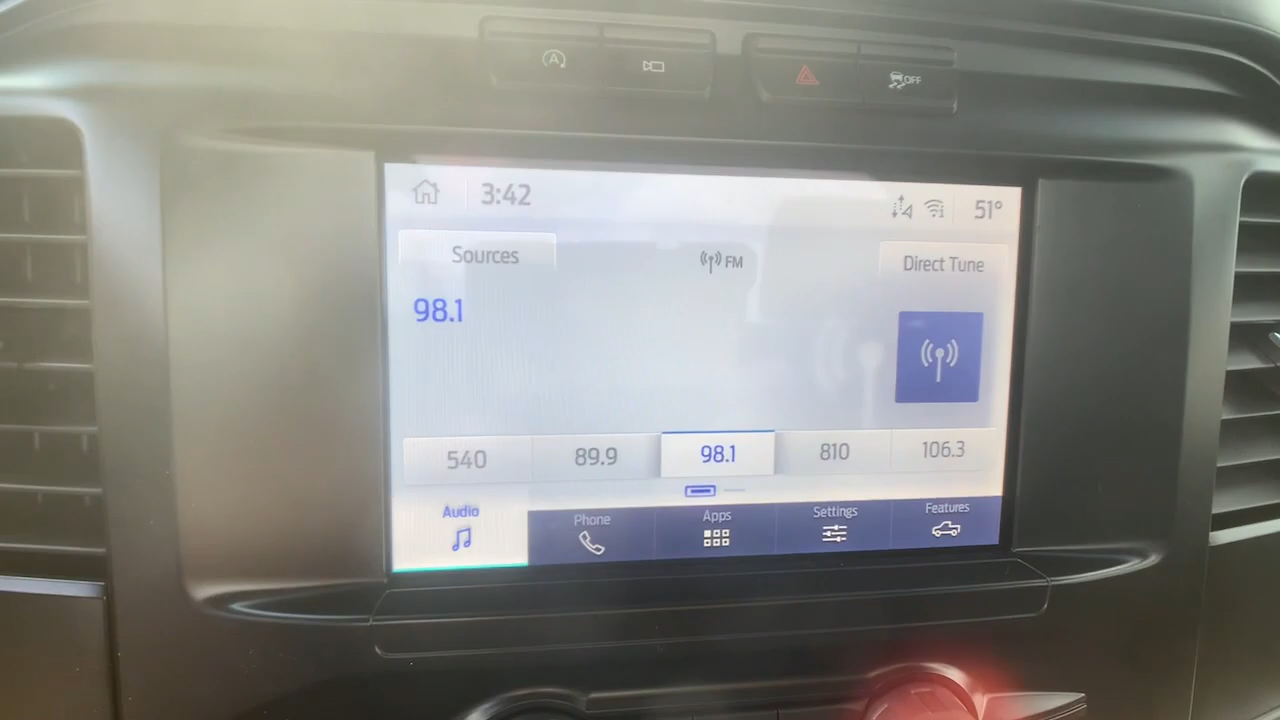 A
OFF
3:42
51°
Sources
FM
Direct Tune
98.1
540
89.9
98.1
810
106.3
Audio
Phone
Apps
Settings
Features